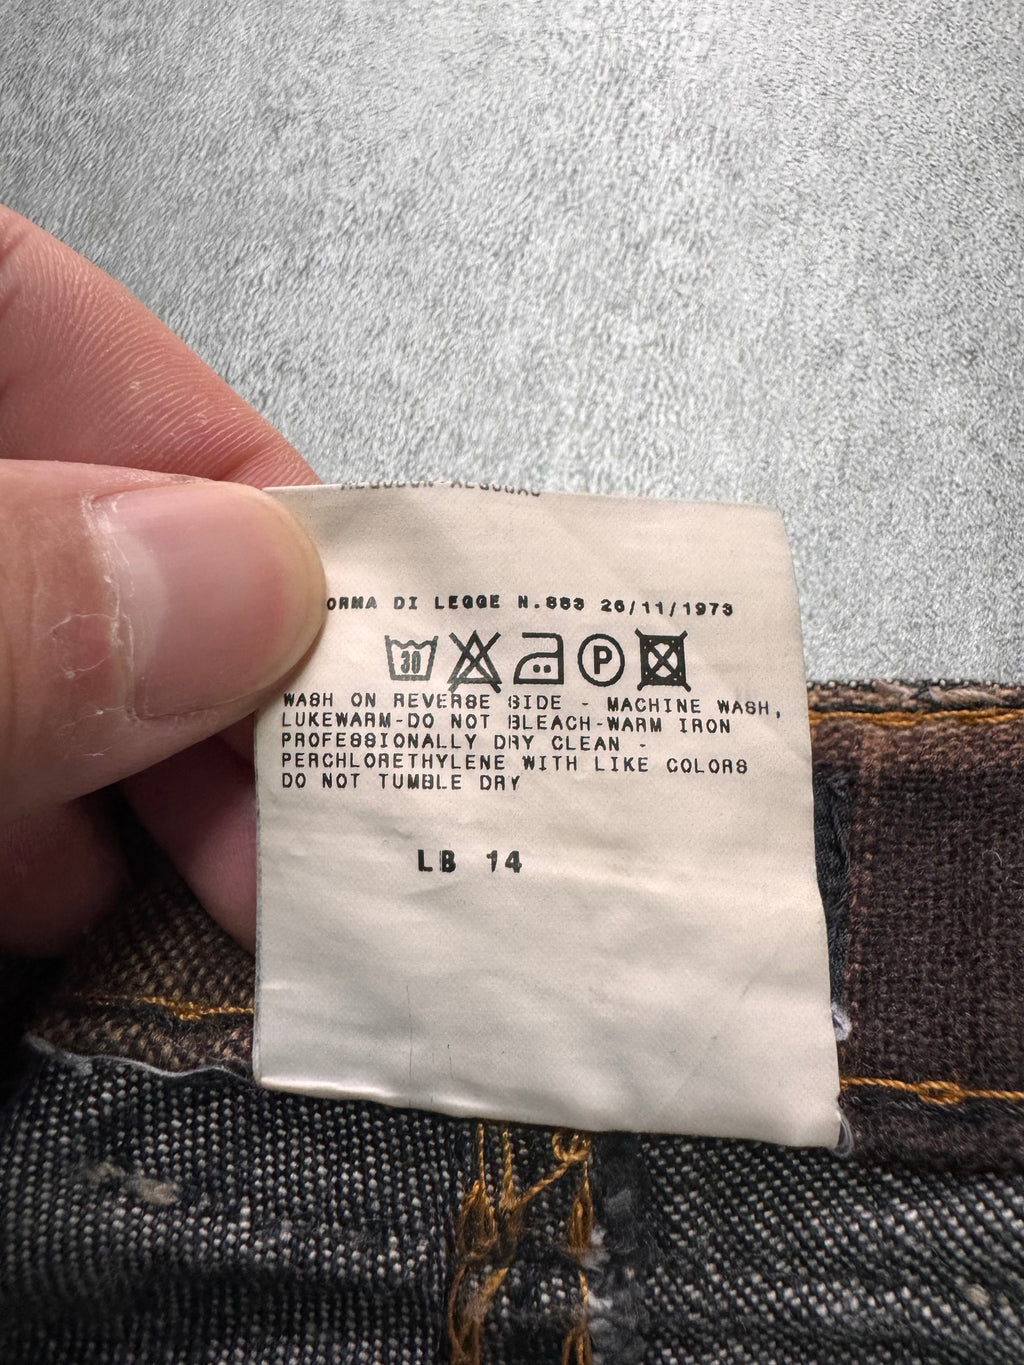 ORMA DI LEGGE N.883 26/11/1973
30 P
WASH ON REVERSE SIDE - MACHINE WASH,
LUKEWARM-DO NOT BLEACH-WARM IRON
PROFESSIONALLY DRY CLEAN -
PERCHLORETHYLENE WITH LIKE COLORS
DO NOT TUMBLE DRY
LB 14